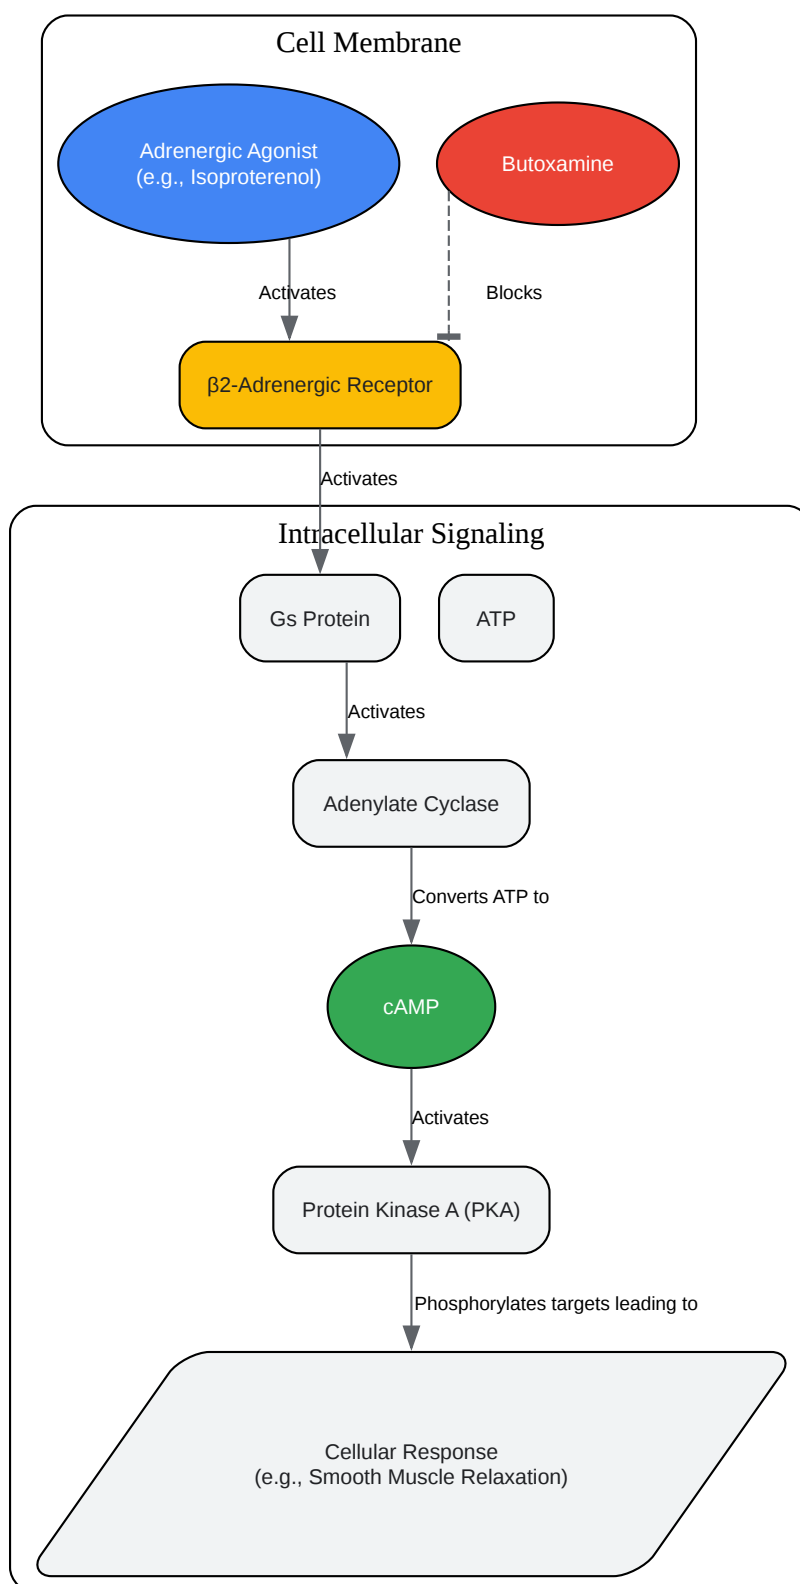 Cell Membrane
Adrenergic Agonist
(e.g., Isoproterenol)
Butoxamine
Activates
Blocks
β2-Adrenergic Receptor
Activates
Intracellular Signaling
Gs Protein
ATP
Activates
Adenylate Cyclase
Converts ATP to
cAMP
Activates
Protein Kinase A (PKA)
Phosphorylates targets leading to
Cellular Response
(e.g., Smooth Muscle Relaxation)